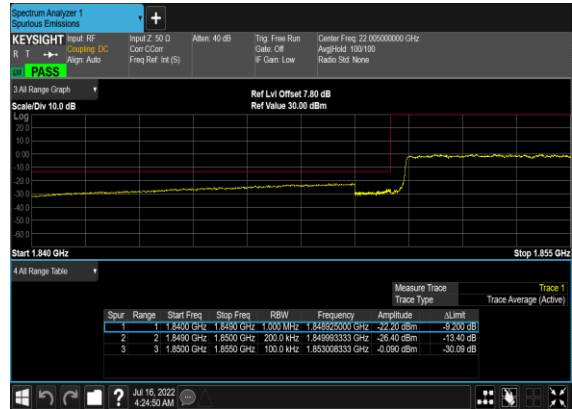 Spectrum Analyzer 1
Spurious Emissions
+
KEYSIGHT Input: RF Input Z: 50 Ω Atten: 40 dB Trig: Free Run Center Freq: 22.005000000 GHz
R T Coupling: DC Corr CCorr Gate: Off Avg|Hold: 100/100
Align: Auto Freq Ref: Int (S) IF Gain: Low Radio Std: None
PASS
3 All Range Graph
Ref Lvl Offset 7.80 dB
Scale/Div 10.0 dB Ref Value 30.00 dBm
Log
20.0
10.0
0.00
-10.0
-20.0
-30.0
-40.0
-50.0
-60.0
Start 1.840 GHz Stop 1.855 GHz
4 All Range Table
Measure Trace Trace 1
Trace Type Trace Average (Active)
Spur Range Start Freq Stop Freq RBW Frequency Amplitude ΔLimit
1 1 1.8400 GHz 1.8490 GHz 1.000 MHz 1.848925000 GHz -22.20 dBm -9.200 dB
2 2 1.8490 GHz 1.8500 GHz 200.0 kHz 1.849993333 GHz -26.40 dBm -13.40 dB
3 3 1.8500 GHz 1.8550 GHz 100.0 kHz 1.853008333 GHz -0.090 dBm -30.09 dB
? Jul 16, 2022
4:24:50 AM